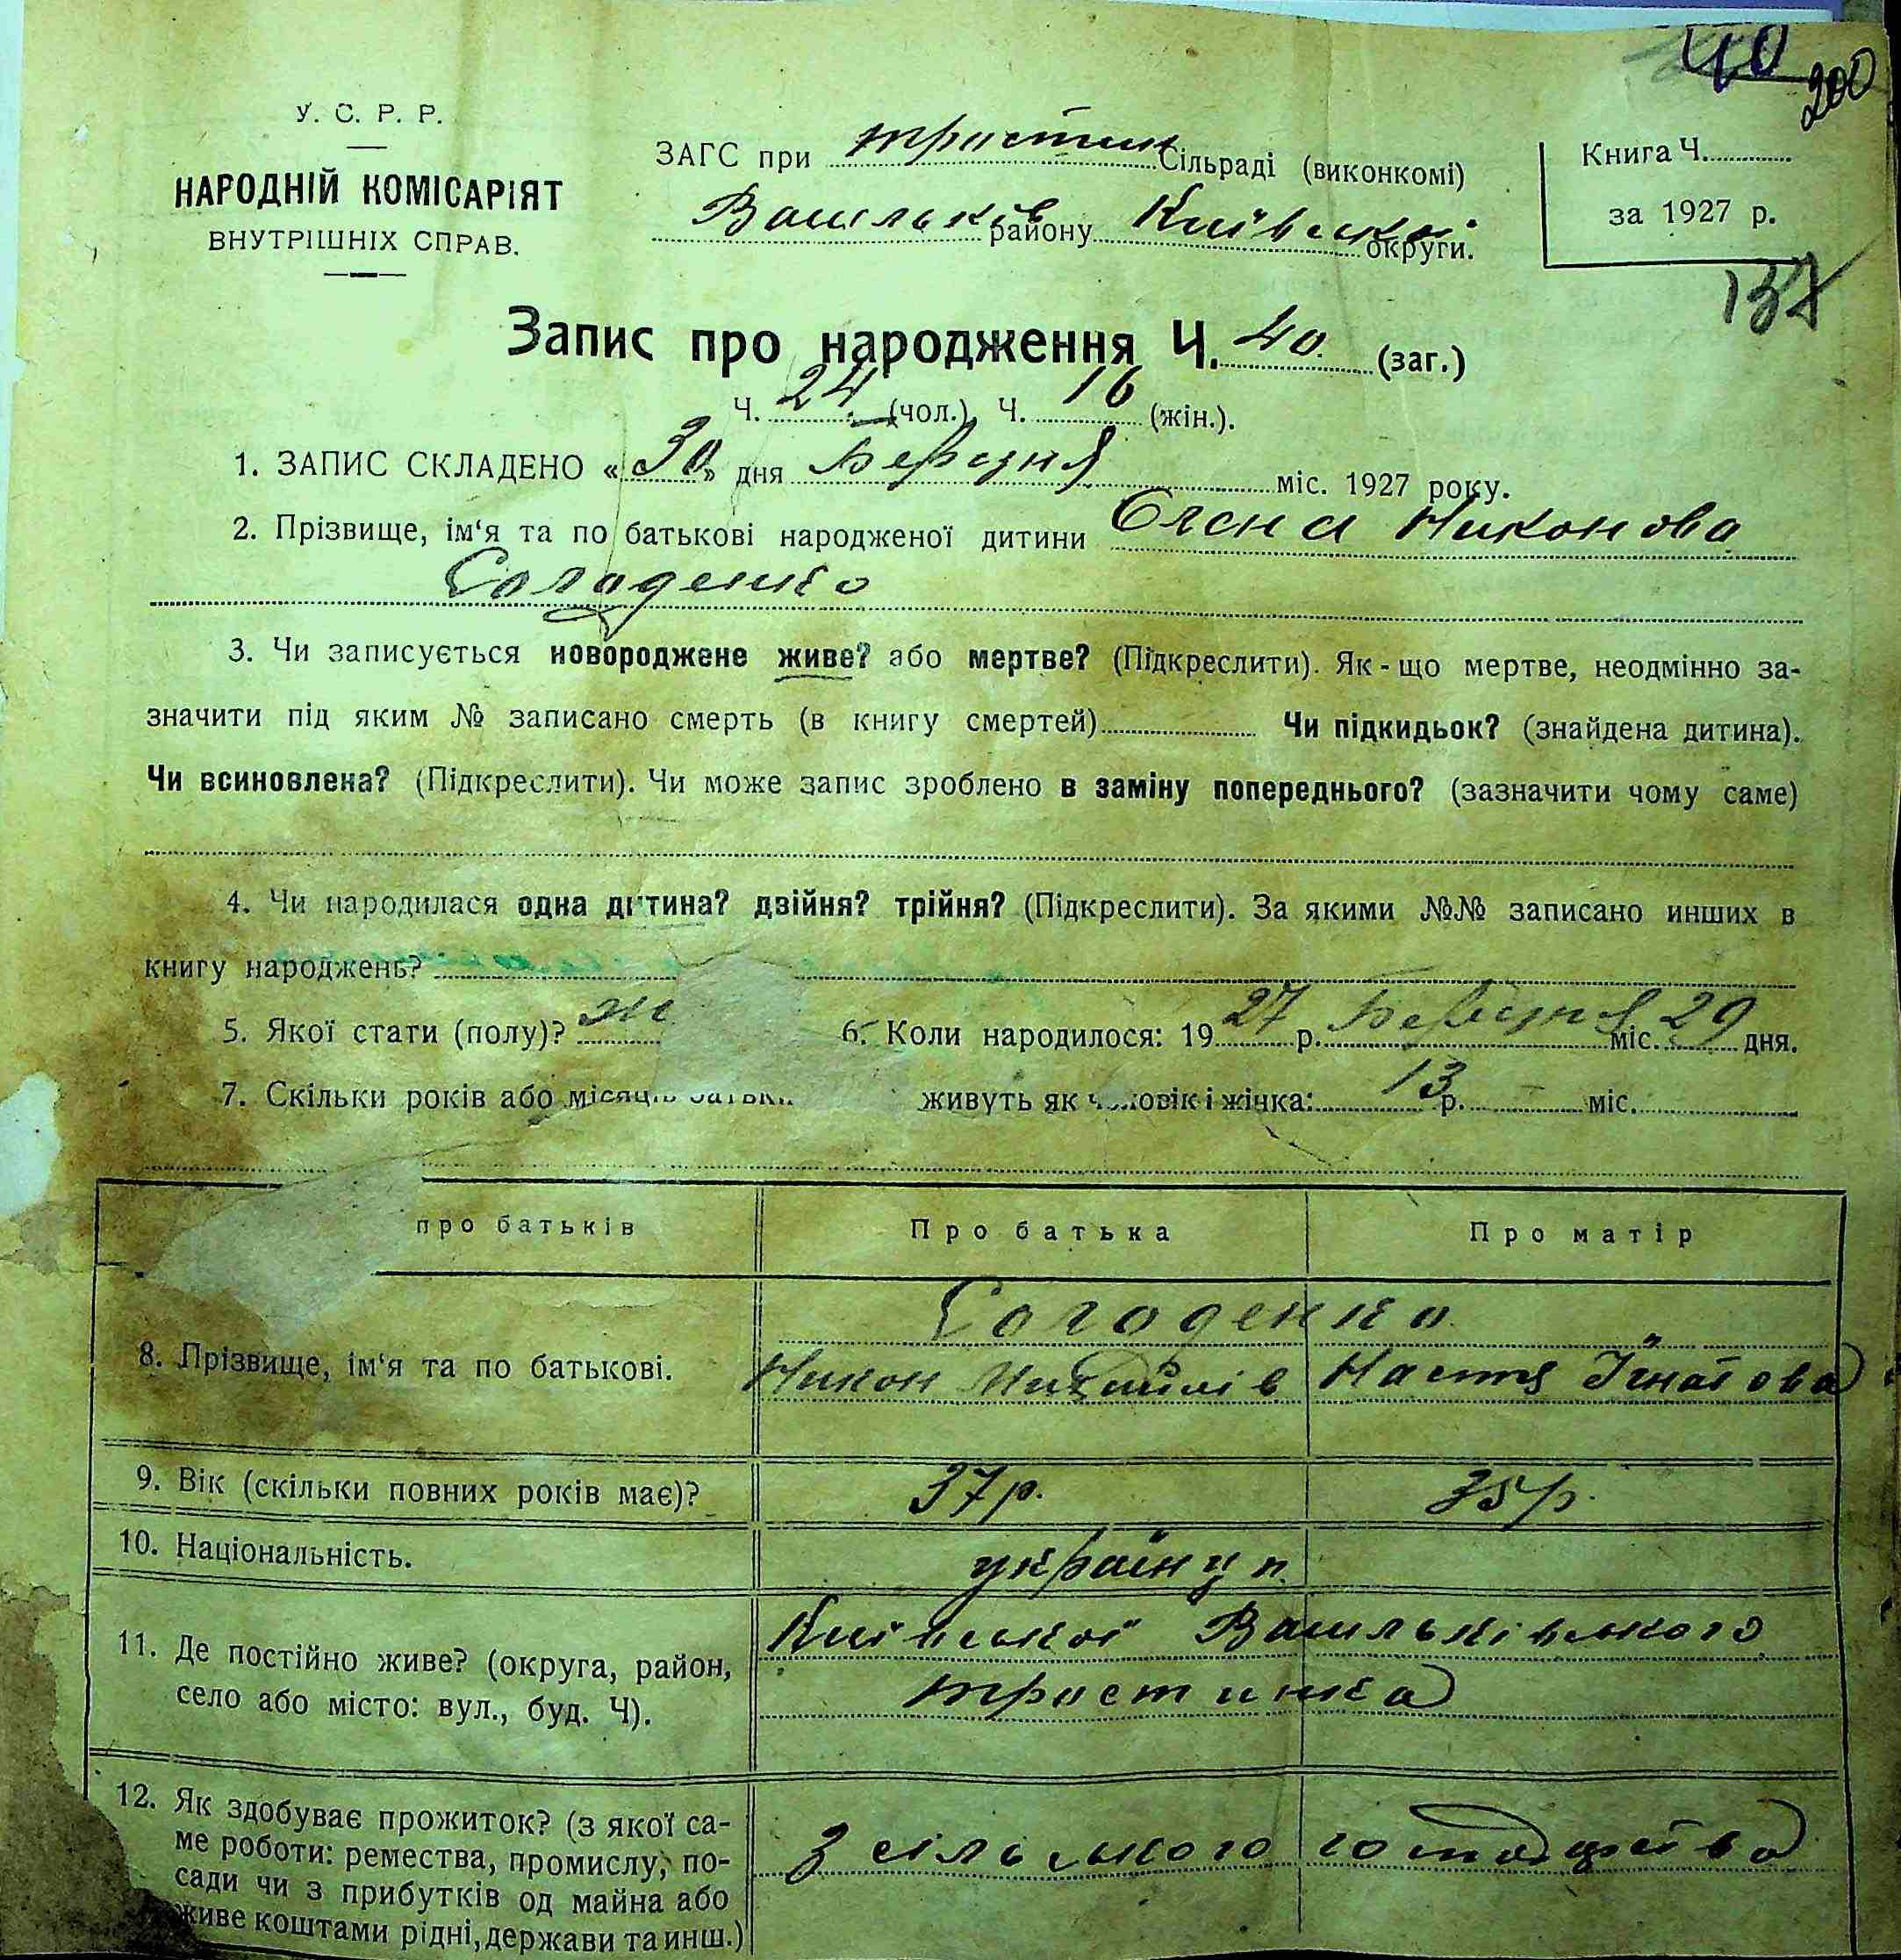 40
200
У. С. Р. Р.
НАРОДНІЙ КОМІСАРІЯТ
ВНУТРІШНІХ СПРАВ.
ЗАГС при тростин Сільраді (виконкомі)
Васильків району Київської округи.
Книга Ч.
за 1927 р.
137
Запис про народження Ч. 40 (заг.)
Ч. 24 (чол.), Ч. 16 (жін.).
1. ЗАПИС СКЛАДЕНО «30» дня Березня міс. 1927 року.
2. Прізвище, ім‘я та по батькові народженої дитини Олена Никонова
Солоденко
3. Чи записується новороджене живе? або мертве? (Підкреслити). Як-що мертве, неодмінно за-
значити під яким № записано смерть (в книгу смертей) Чи підкидьок? (знайдена дитина).
Чи всиновлена? (Підкреслити). Чи може запис зроблено в заміну попереднього? (зазначити чому саме)
4. Чи народилася одна дитина? двійня? трійня? (Підкреслити). За якими №№ записано инших в
книгу народжень?
5. Якої стати (полу)? ж 6. Коли народилося: 1927 р. Березня міс. 29 дня.
7. Скільки років або місяців батьки живуть як чоловік і жінка: 13 р. — міс.
про батьків Про батька Про матір
Солоденко
8. Прізвище, ім‘я та по батькові. Никон Михайлів Настя Ігнатова
9. Вік (скільки повних років має)? 37 р. 35 р.
10. Національність. українці
11. Де постійно живе? (округа, район, Київської Васильківського
село або місто: вул., буд. Ч). тростинка
12. Як здобуває прожиток? (з якої са-
ме роботи: ремества, промислу, по- З сільського господарства
сади чи з прибутків од майна або
живе коштами рідні, держави та инш.)